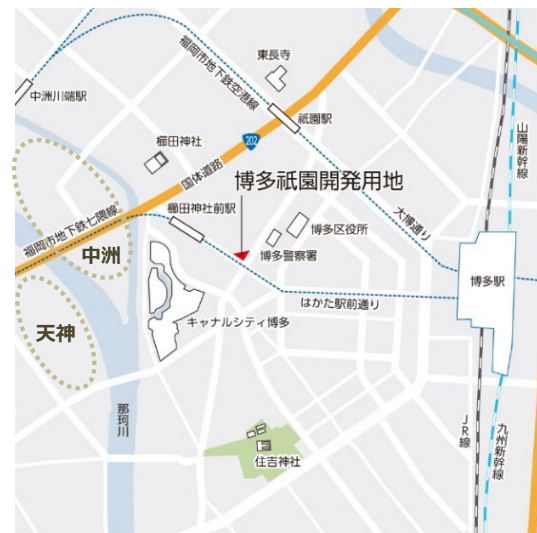 東長寺
福岡市地下鉄空港線
中洲川端駅
祇園駅
山陽新幹線
櫛田神社
202
国体道路
博多祇園開発用地
大博通り
福岡市地下鉄七隈線
櫛田神社前駅
博多区役所
中洲
博多警察署
博多駅
はかた駅前通り
キャナルシティ博多
天神
那珂川
JR線
九州新幹線
住吉神社